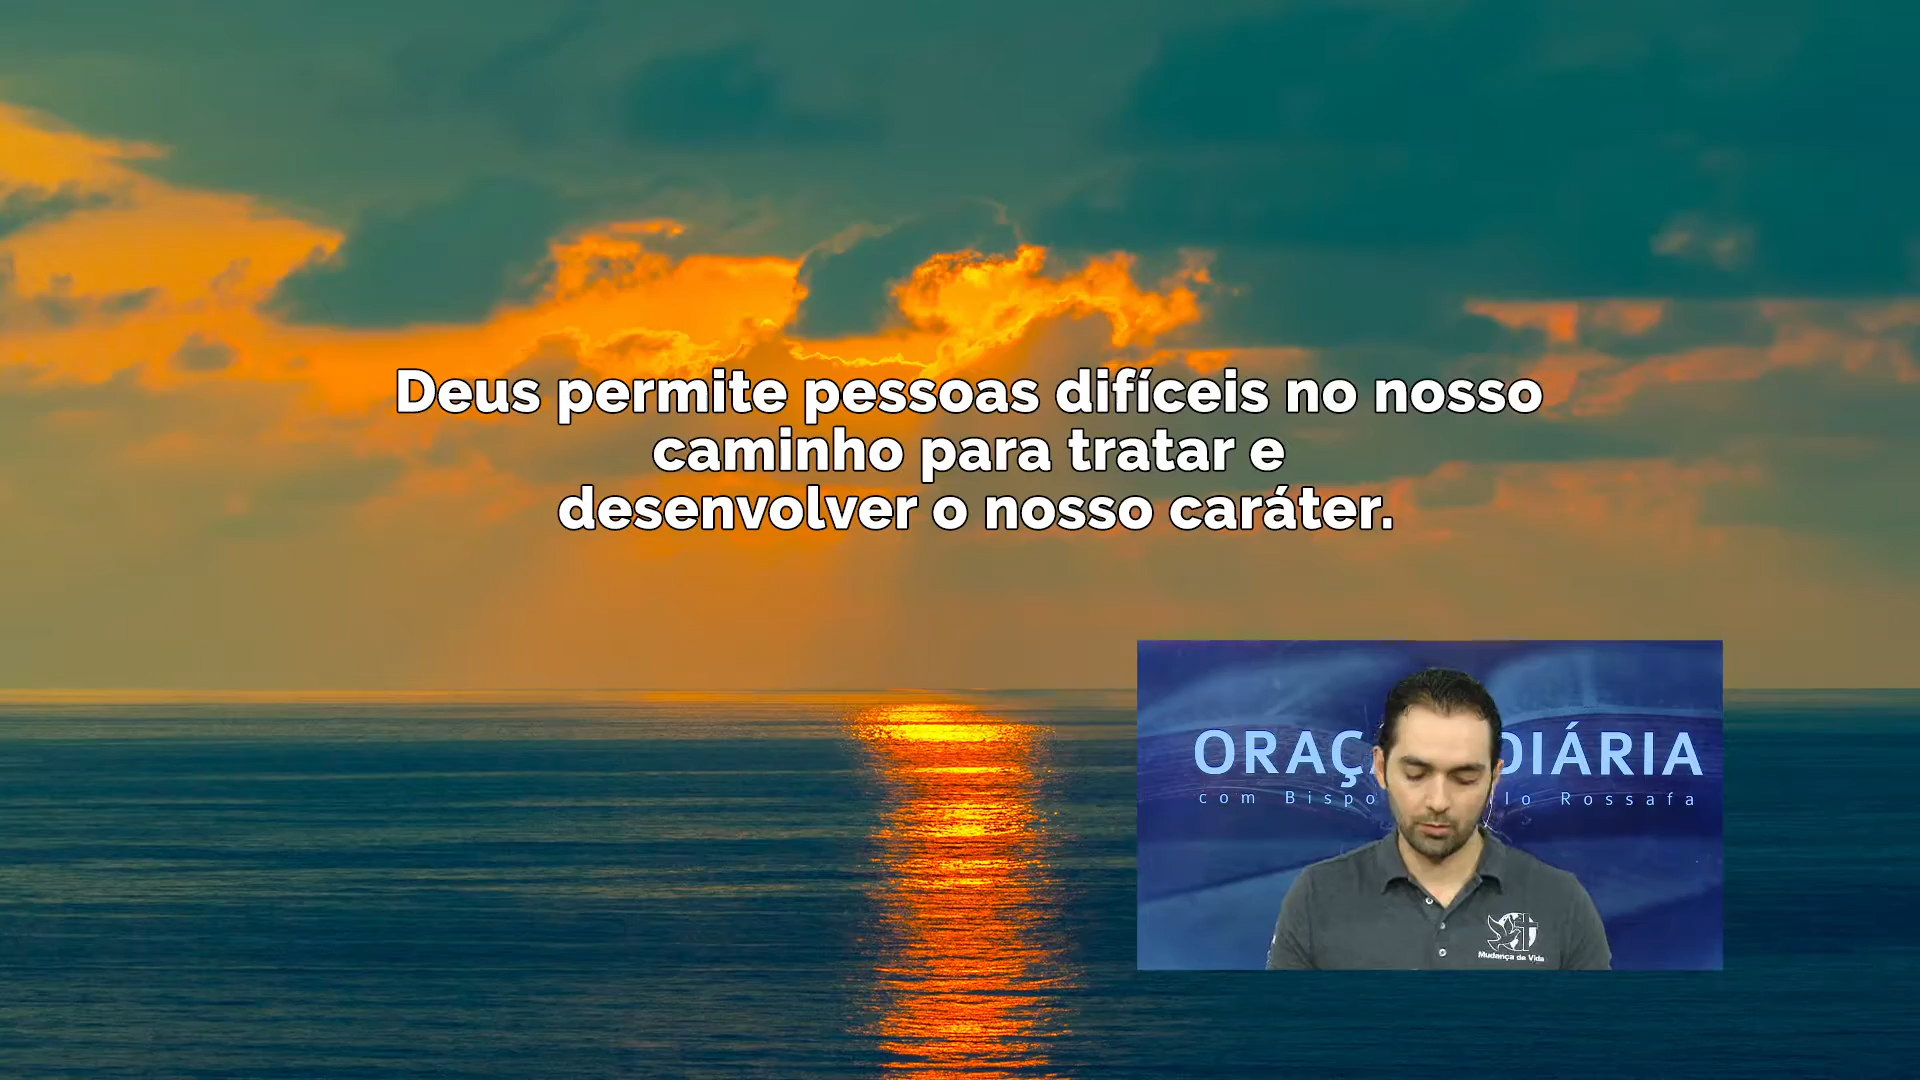 Deus permite pessoas difíceis no nosso
caminho para tratar e
desenvolver o nosso caráter.
ORAÇ DIÁRIA
com Bispo lo Rossafa
Mudança de Vida